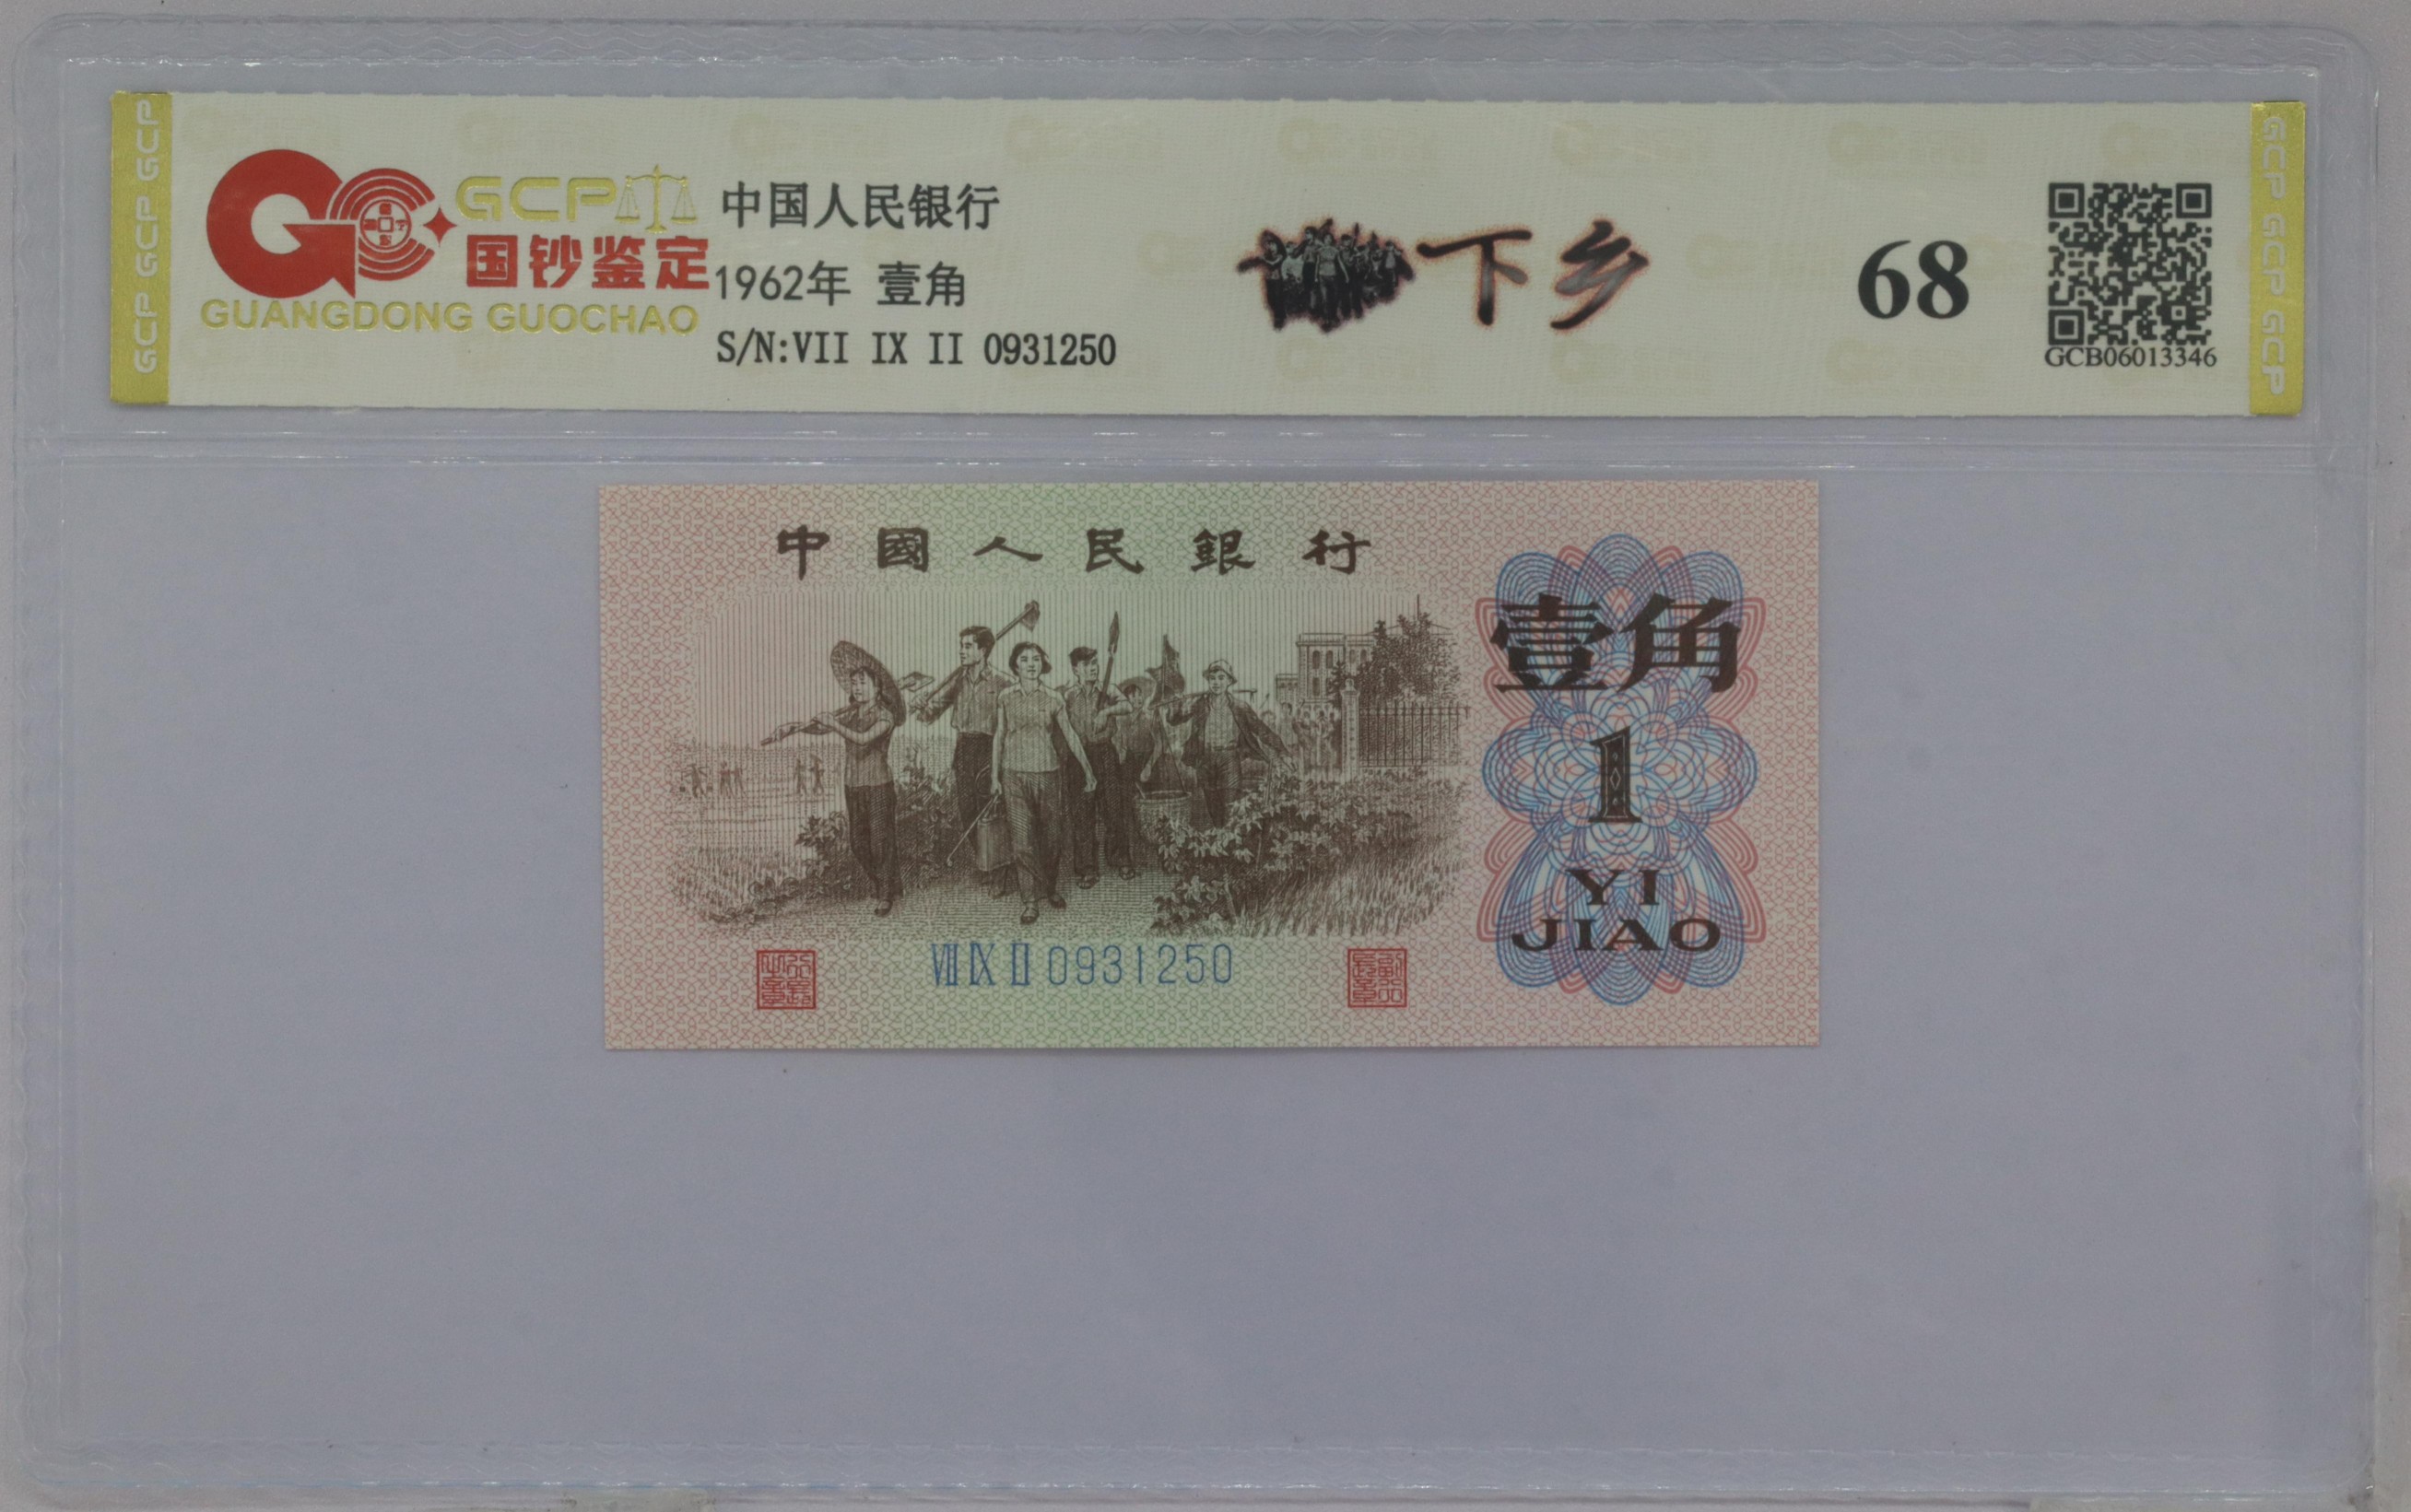 GCP GCP GCP
GCP
国钞鉴定
GUANGDONG GUOCHAO
中国人民银行
1962年 壹角
S/N:VII IX II 0931250
下乡
68
GCB06013346
GCP GCP GCP
中國人民銀行
壹角
1
YI
JIAO
VII IX II 0931250